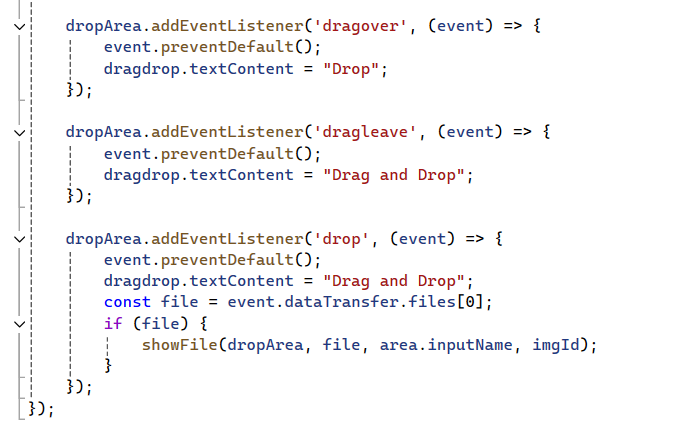 dropArea.addEventListener('dragover', (event) => {
event.preventDefault();
dragdrop.textContent = "Drop";
});
dropArea.addEventListener('dragleave', (event) => {
event.preventDefault();
dragdrop.textContent = "Drag and Drop";
});
dropArea.addEventListener('drop', (event) => {
event.preventDefault();
dragdrop.textContent = "Drag and Drop";
const file = event.dataTransfer.files[0];
if (file) {
showFile(dropArea, file, area.inputName, imgId);
}
});
});